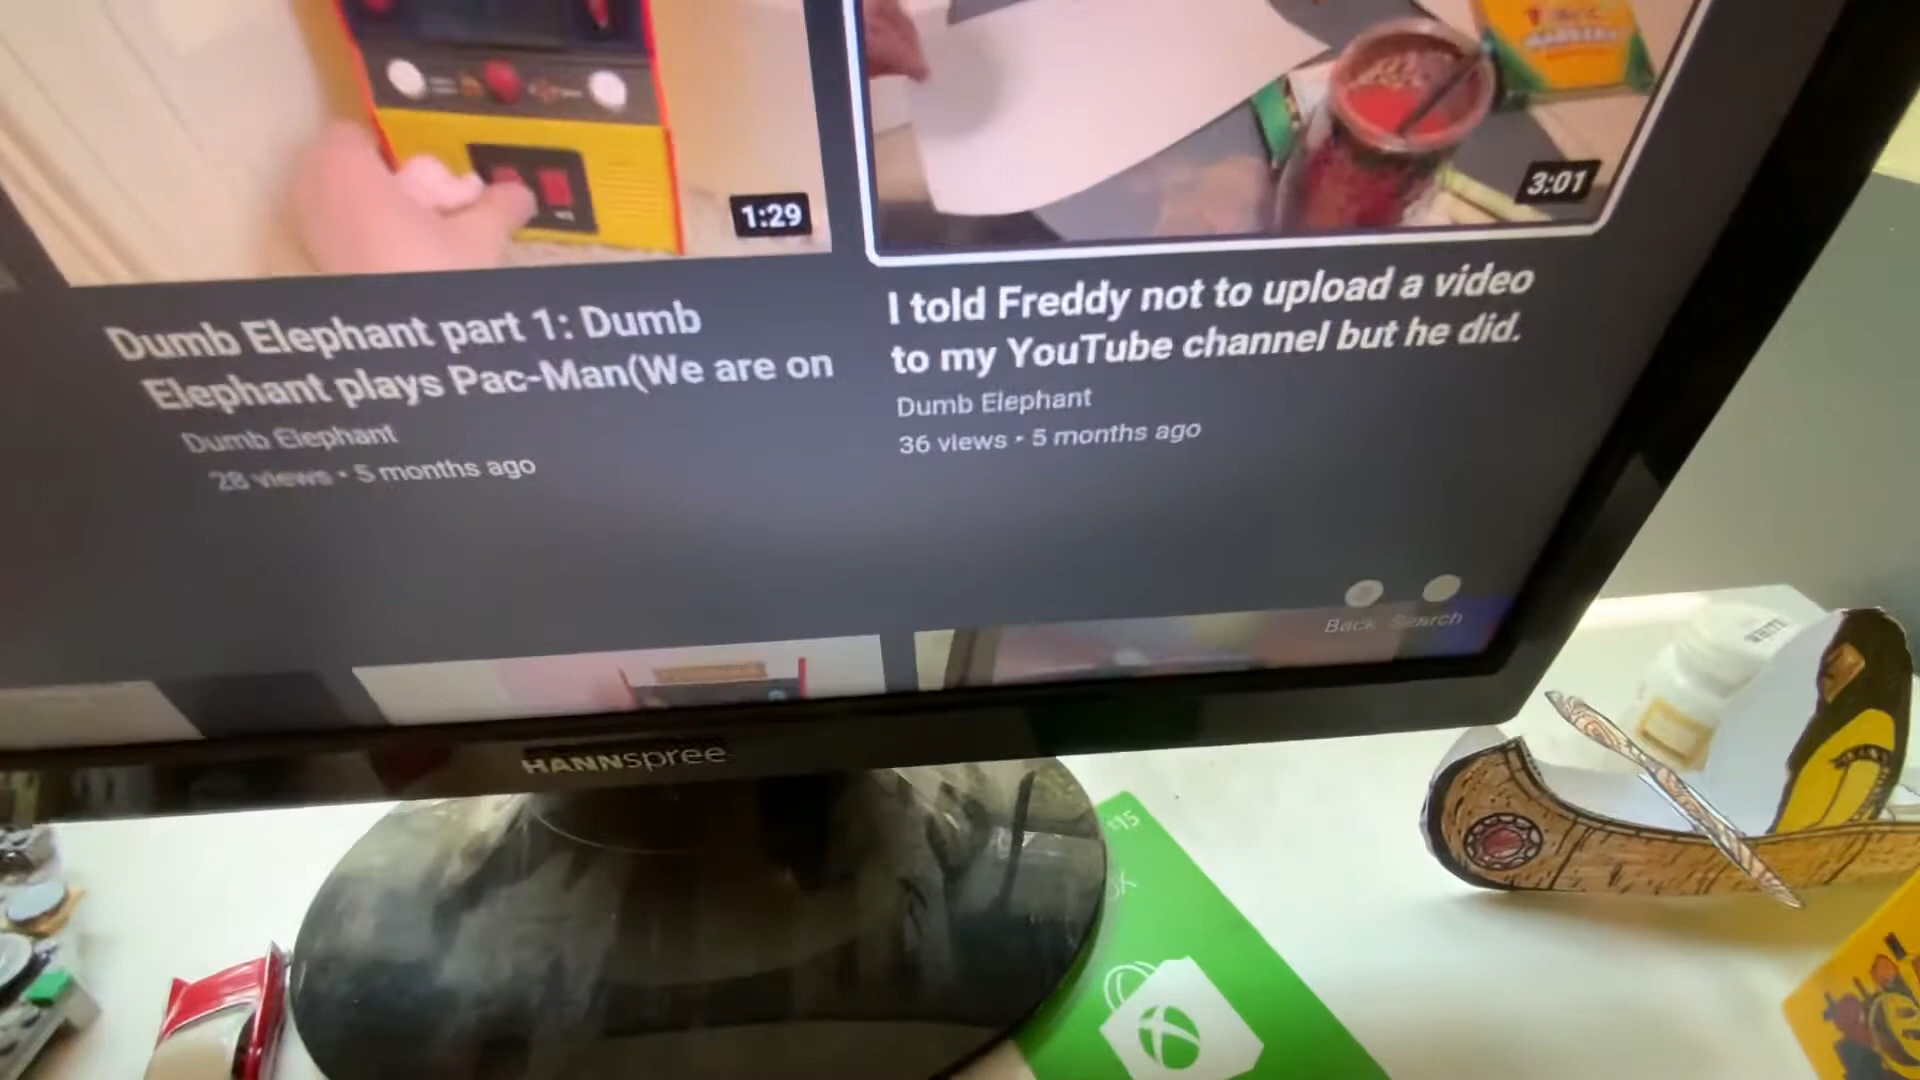 1:29
3:01
Dumb Elephant part 1: Dumb
Elephant plays Pac-Man(We are on
Dumb Elephant
28 views • 5 months ago
I told Freddy not to upload a video
to my YouTube channel but he did.
Dumb Elephant
36 views • 5 months ago
Back Search
HANNspree
WHITE
$15